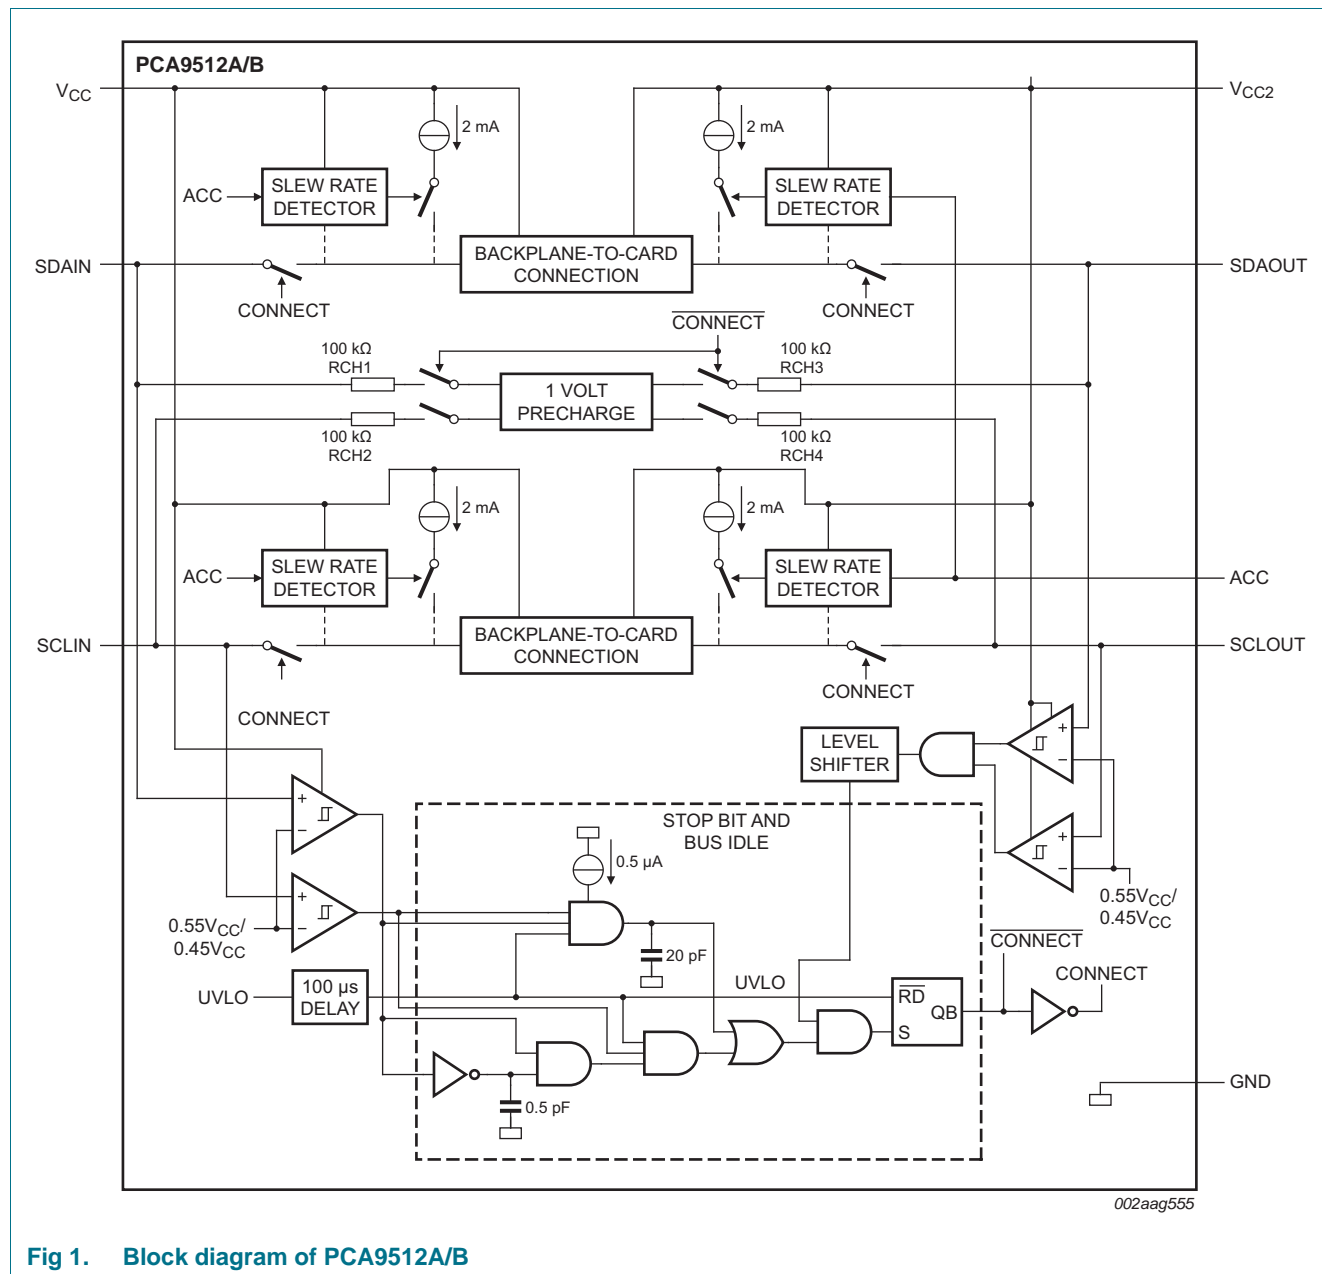 PCA9512A/B
VCC
VCC2
2 mA
2 mA
ACC
SLEW RATE
DETECTOR
SLEW RATE
DETECTOR
BACKPLANE-TO-CARD
CONNECTION
SDAIN
SDAOUT
CONNECT
CONNECT
CONNECT
100 kΩ
RCH1
100 kΩ
RCH3
1 VOLT
PRECHARGE
100 kΩ
RCH2
100 kΩ
RCH4
2 mA
2 mA
ACC
SLEW RATE
DETECTOR
SLEW RATE
DETECTOR
ACC
BACKPLANE-TO-CARD
CONNECTION
SCLIN
SCLOUT
CONNECT
CONNECT
LEVEL
SHIFTER
+
−
+
−
STOP BIT AND
BUS IDLE
0.5 µA
+
−
+
−
0.55VCC/
0.45VCC
0.55VCC/
0.45VCC
CONNECT
20 pF
CONNECT
UVLO
100 µs
DELAY
UVLO
RD
QB
S
0.5 pF
GND
002aag555
Fig 1. Block diagram of PCA9512A/B